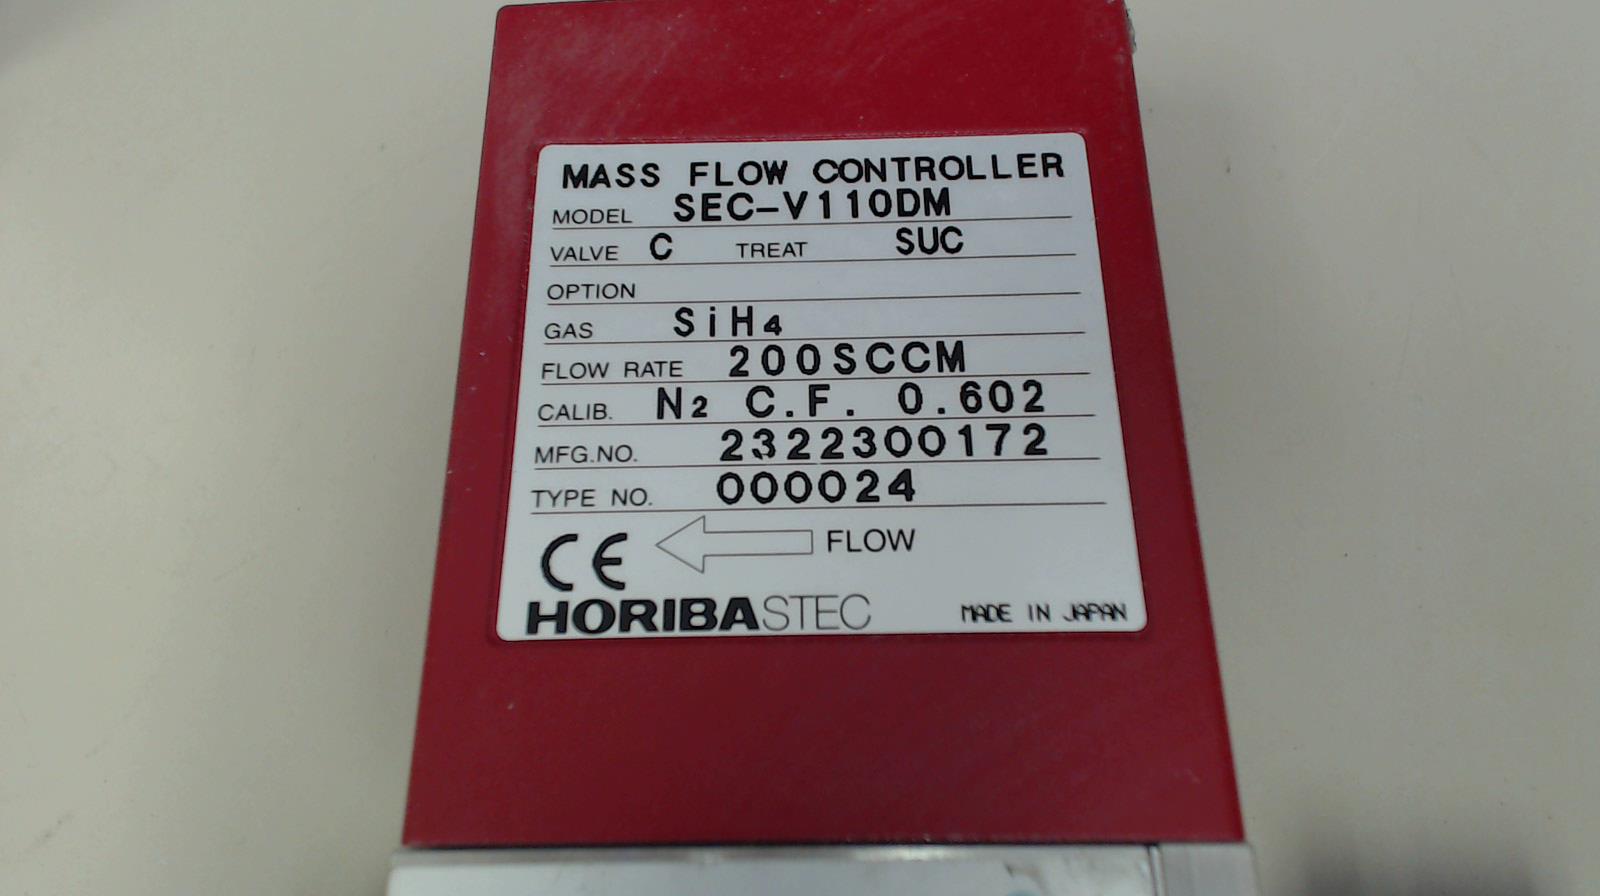 MASS FLOW CONTROLLER
MODEL SEC-V110DM
VALVE C TREAT SUC
OPTION
GAS SiH4
FLOW RATE 200SCCM
CALIB. N2 C.F. 0.602
MFG.NO. 2322300172
TYPE NO. 000024
CE FLOW
HORIBASTEC MADE IN JAPAN